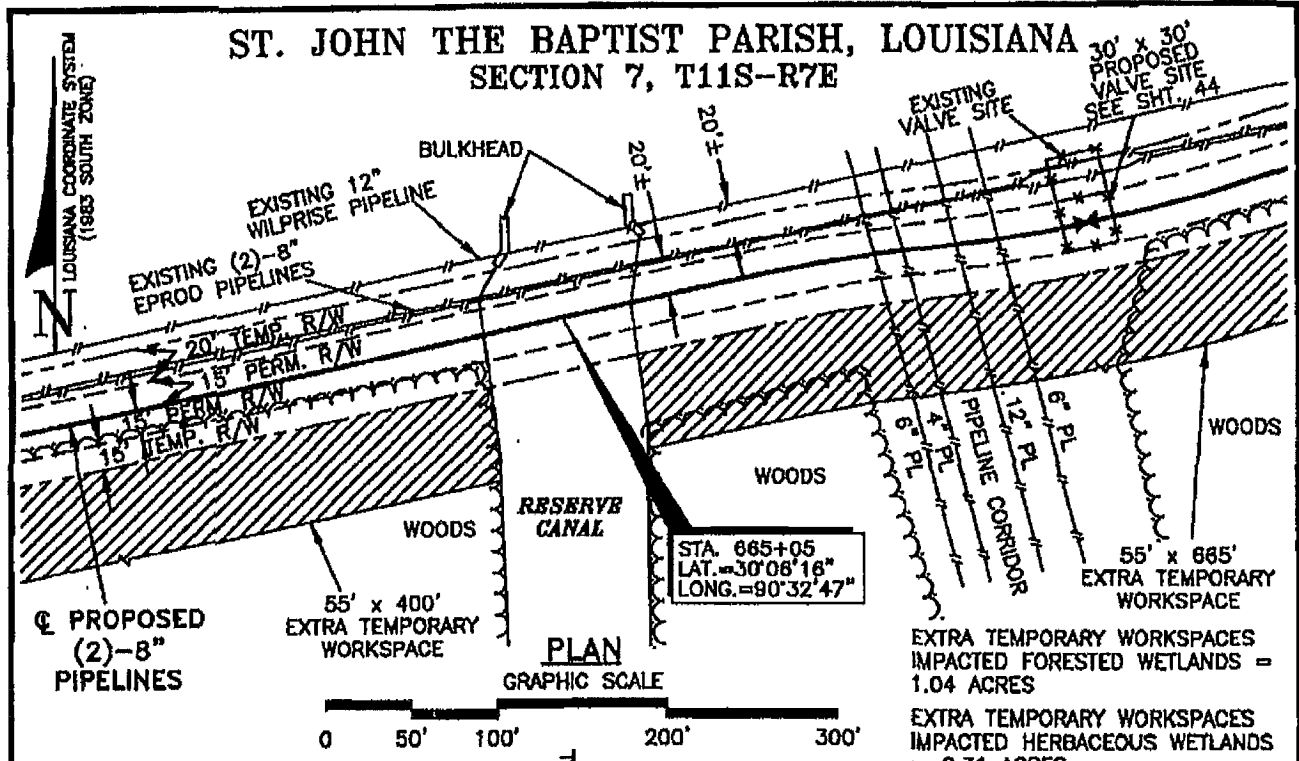 ST. JOHN THE BAPTIST PARISH, LOUISIANA
SECTION 7, T11S-R7E
LOUISIANA COORDINATE SYSTEM
(1983 SOUTH ZONE)
N
BULKHEAD
20'±
20'±
EXISTING
VALVE SITE
30' x 30'
PROPOSED
VALVE SITE
SEE SHT. 44
EXISTING 12"
WILPRISE PIPELINE
EXISTING (2)-8"
EPROD PIPELINES
20' TEMP. R/W
15' PERM. R/W
15' PERM. R/W
15' TEMP. R/W
WOODS
RESERVE
CANAL
WOODS
6" PL
4" PL
PIPELINE CORRIDOR
12" PL
6" PL
WOODS
STA. 665+05
LAT.=30°06'16"
LONG.=90°32'47"
℄ PROPOSED
(2)-8"
PIPELINES
55' x 400'
EXTRA TEMPORARY
WORKSPACE
55' x 665'
EXTRA TEMPORARY
WORKSPACE
PLAN
GRAPHIC SCALE
0 50' 100' 200' 300'
EXTRA TEMPORARY WORKSPACES
IMPACTED FORESTED WETLANDS =
1.04 ACRES
EXTRA TEMPORARY WORKSPACES
IMPACTED HERBACEOUS WETLANDS